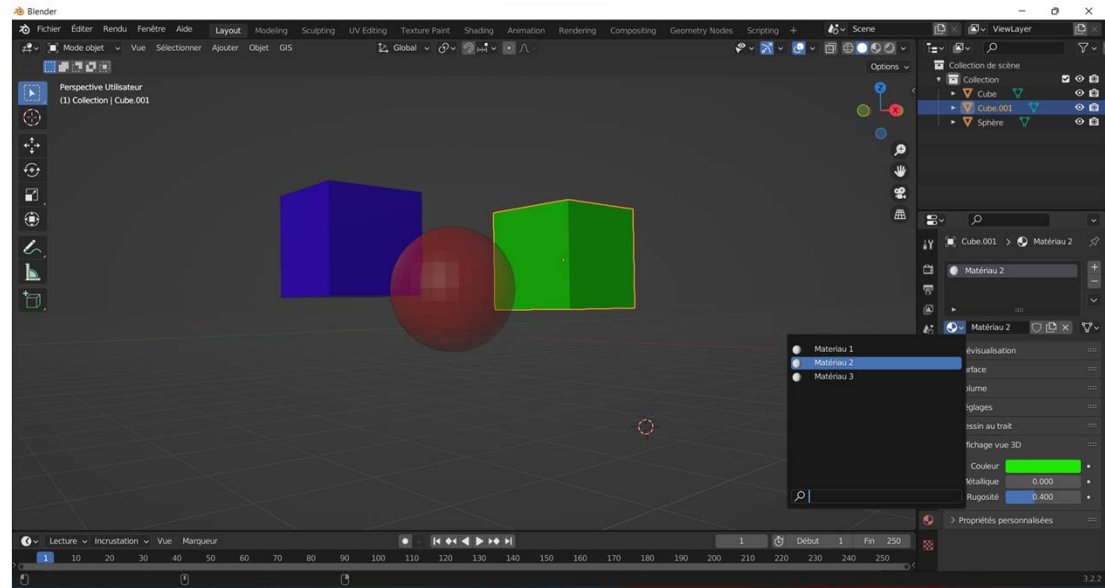 Blender
Fichier Éditer Rendu Fenêtre Aide Layout Modeling Sculpting UV Editing Texture Paint Shading Animation Rendering Compositing Geometry Nodes Scripting + Scene ViewLayer
Mode objet Vue Sélectionner Ajouter Objet GIS Global
Options
Perspective Utilisateur
(1) Collection | Cube.001
Z
X
Collection de scène
Collection
Cube
Cube.001
Sphère
Cube.001 > Matériau 2
Matériau 2
Matériau 2
Materiau 1
Matériau 2
Matériau 3
évisualisation
rface
olume
églages
essin au trait
ffichage vue 3D
Couleur
étallique 0.000
Rugosité 0.400
Propriétés personnalisées
Lecture Incrustation Vue Marqueur 1 Début 1 Fin 250
1 10 20 30 40 50 60 70 80 90 100 110 120 130 140 150 160 170 180 190 200 210 220 230 240 250
3.2.2